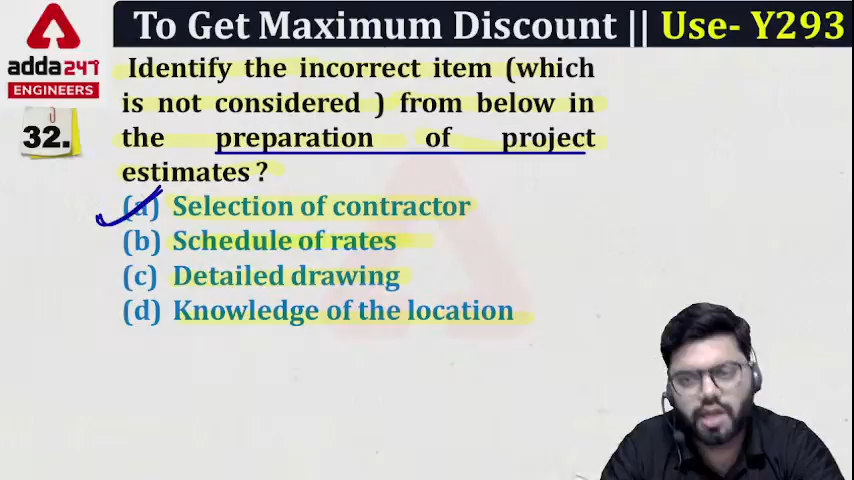 To Get Maximum Discount || Use- Y293
adda247
ENGINEERS
32.
Identify the incorrect item (which
is not considered ) from below in
the preparation of project
estimates ?
(a) Selection of contractor
(b) Schedule of rates
(c) Detailed drawing
(d) Knowledge of the location